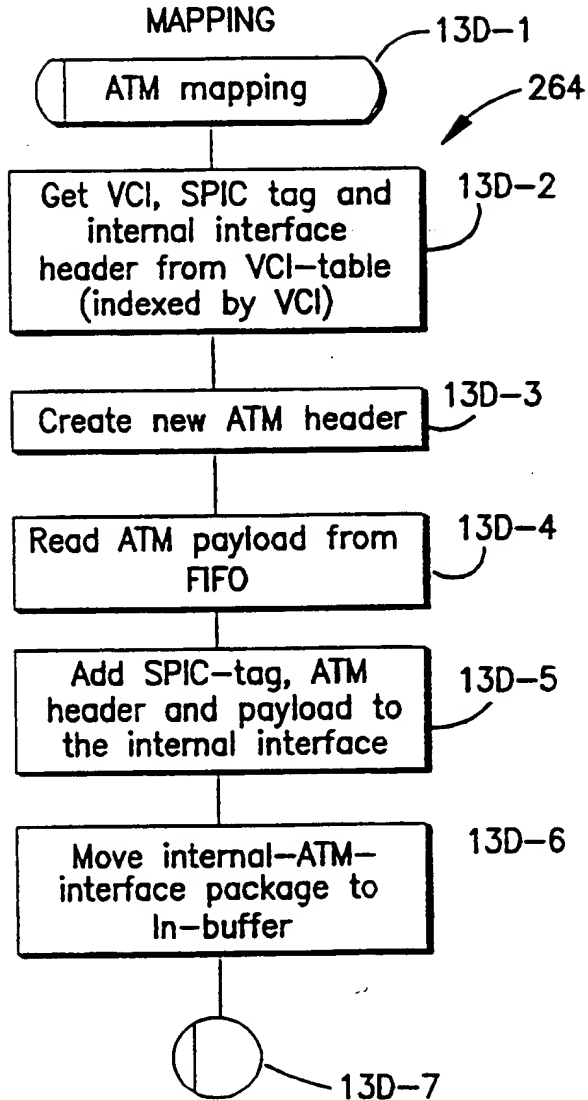 MAPPING
13D-1
ATM mapping
264
13D-2
Get VCI, SPIC tag and
internal interface
header from VCI-table
(indexed by VCI)
13D-3
Create new ATM header
13D-4
Read ATM payload from
FIFO
13D-5
Add SPIC-tag, ATM
header and payload to
the internal interface
13D-6
Move internal-ATM-
interface package to
In-buffer
13D-7